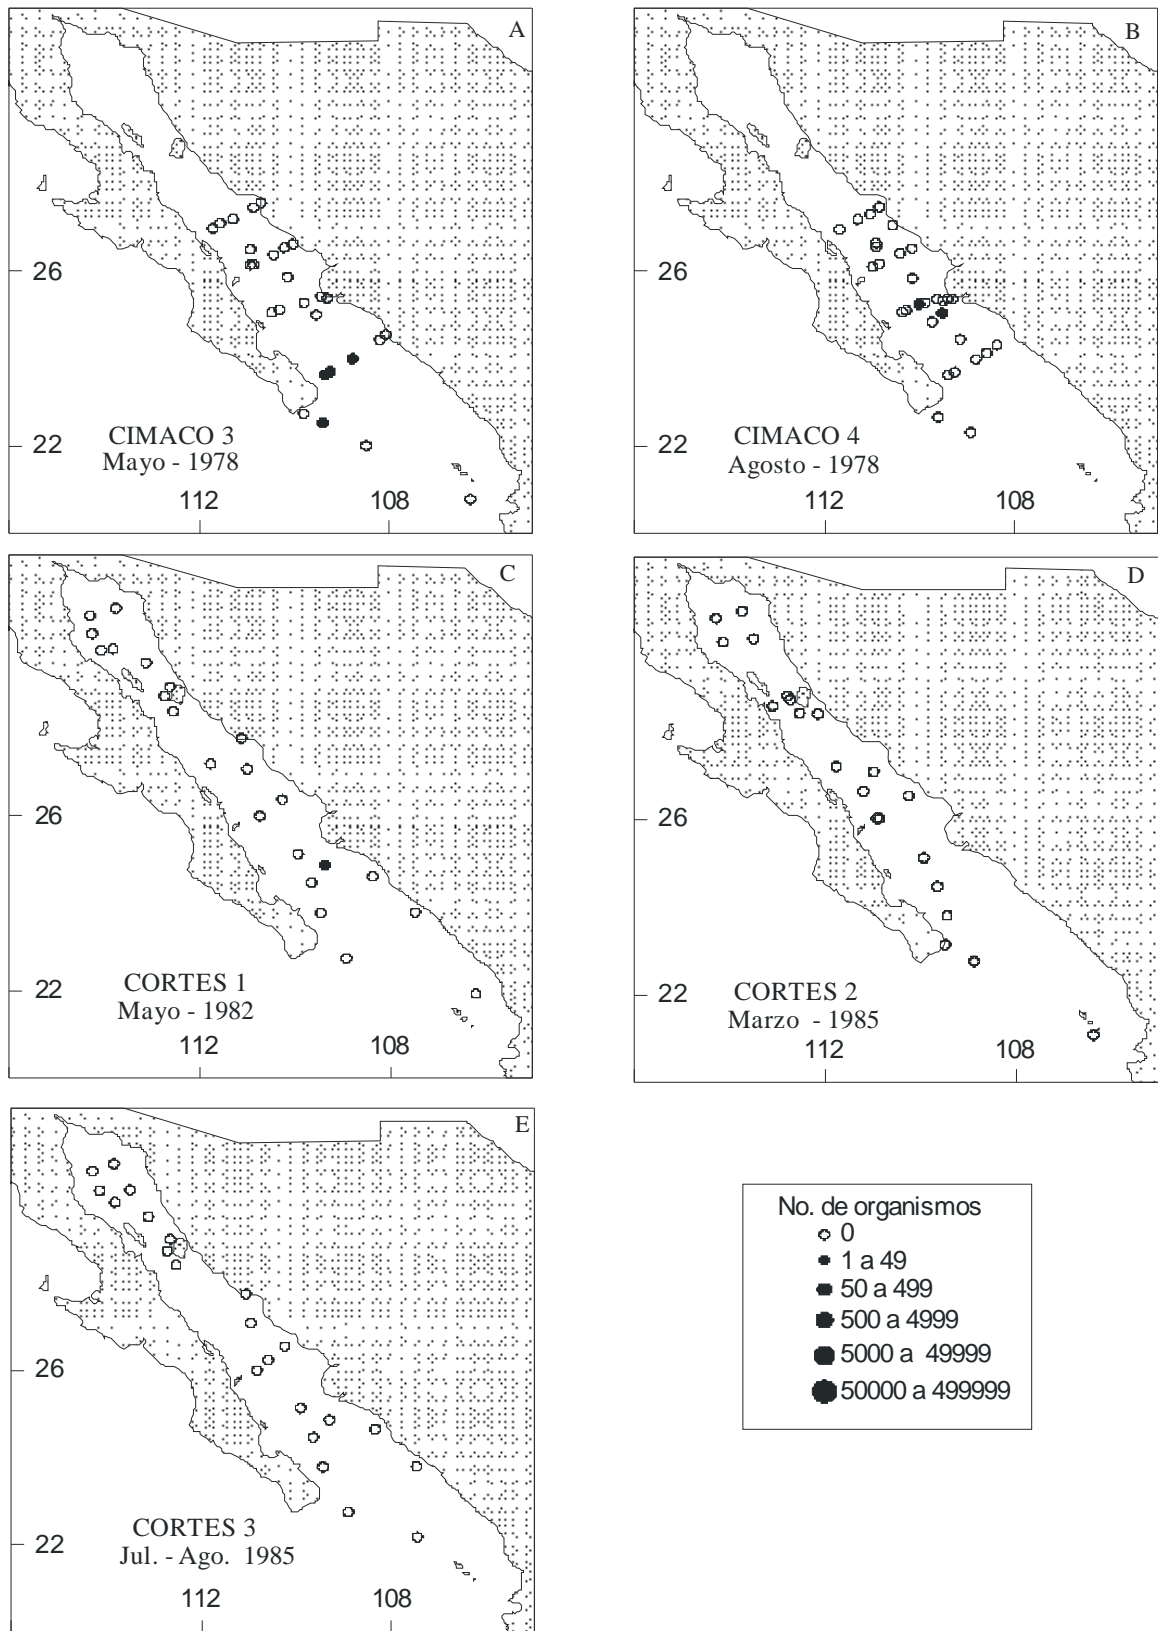 A
26
22
CIMACO 3
Mayo - 1978
112 108
B
26
22
CIMACO 4
Agosto - 1978
112 108
C
26
22
CORTES 1
Mayo - 1982
112 108
D
26
22
CORTES 2
Marzo - 1985
112 108
E
26
22
CORTES 3
Jul. - Ago. 1985
112 108
No. de organismos
0
1 a 49
50 a 499
500 a 4999
5000 a 49999
50000 a 499999